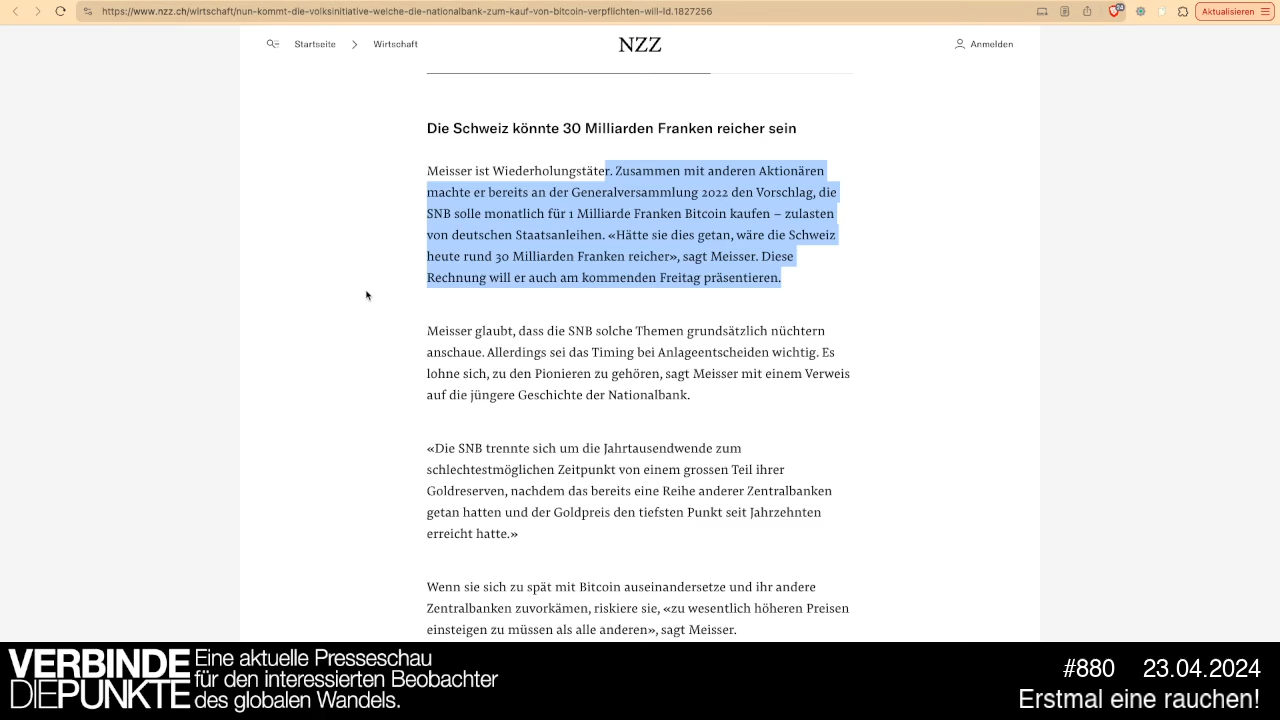 https://www.nzz.ch/wirtschaft/nun-kommt-die-volksinitiative-welche-die-nationalbank-zum-kauf-von-bitcoin-verpflichten-will-ld.1827256
24
Aktualisieren
Startseite
Wirtschaft
NZZ
Anmelden
Die Schweiz könnte 30 Milliarden Franken reicher sein
Meisser ist Wiederholungstäter. Zusammen mit anderen Aktionären
machte er bereits an der Generalversammlung 2022 den Vorschlag, die
SNB solle monatlich für 1 Milliarde Franken Bitcoin kaufen – zulasten
von deutschen Staatsanleihen. «Hätte sie dies getan, wäre die Schweiz
heute rund 30 Milliarden Franken reicher», sagt Meisser. Diese
Rechnung will er auch am kommenden Freitag präsentieren.
Meisser glaubt, dass die SNB solche Themen grundsätzlich nüchtern
anschaue. Allerdings sei das Timing bei Anlageentscheiden wichtig. Es
lohne sich, zu den Pionieren zu gehören, sagt Meisser mit einem Verweis
auf die jüngere Geschichte der Nationalbank.
«Die SNB trennte sich um die Jahrtausendwende zum
schlechtestmöglichen Zeitpunkt von einem grossen Teil ihrer
Goldreserven, nachdem das bereits eine Reihe anderer Zentralbanken
getan hatten und der Goldpreis den tiefsten Punkt seit Jahrzehnten
erreicht hatte.»
Wenn sie sich zu spät mit Bitcoin auseinandersetze und ihr andere
Zentralbanken zuvorkämen, riskiere sie, «zu wesentlich höheren Preisen
einsteigen zu müssen als alle anderen», sagt Meisser.
VERBINDE
DIEPUNKTE
Eine aktuelle Presseschau
für den interessierten Beobachter
des globalen Wandels.
#880 23.04.2024
Erstmal eine rauchen!